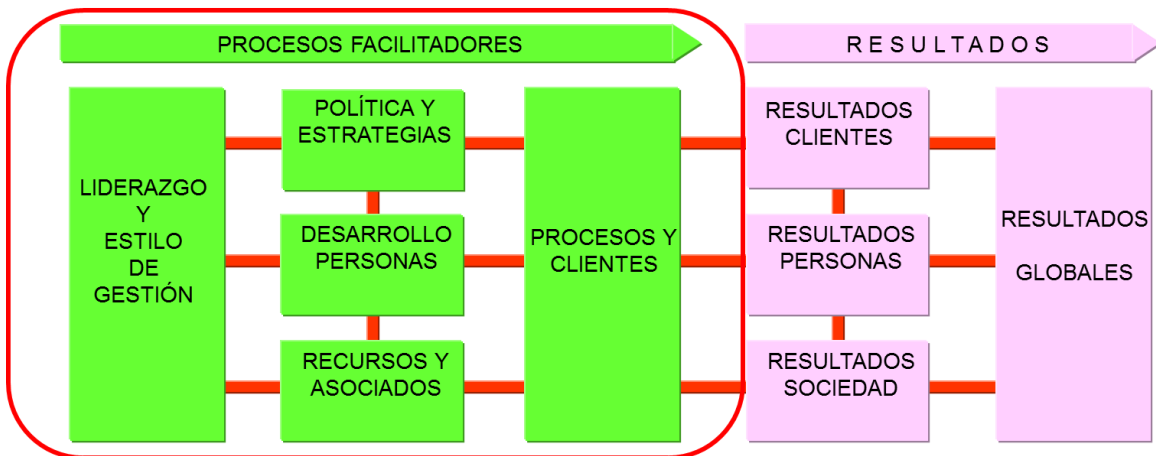 PROCESOS FACILITADORES
R E S U L T A D O S
LIDERAZGO
Y
ESTILO
DE
GESTIÓN
POLÍTICA Y
ESTRATEGIAS
DESARROLLO
PERSONAS
RECURSOS Y
ASOCIADOS
PROCESOS Y
CLIENTES
RESULTADOS
CLIENTES
RESULTADOS
PERSONAS
RESULTADOS
SOCIEDAD
RESULTADOS
GLOBALES